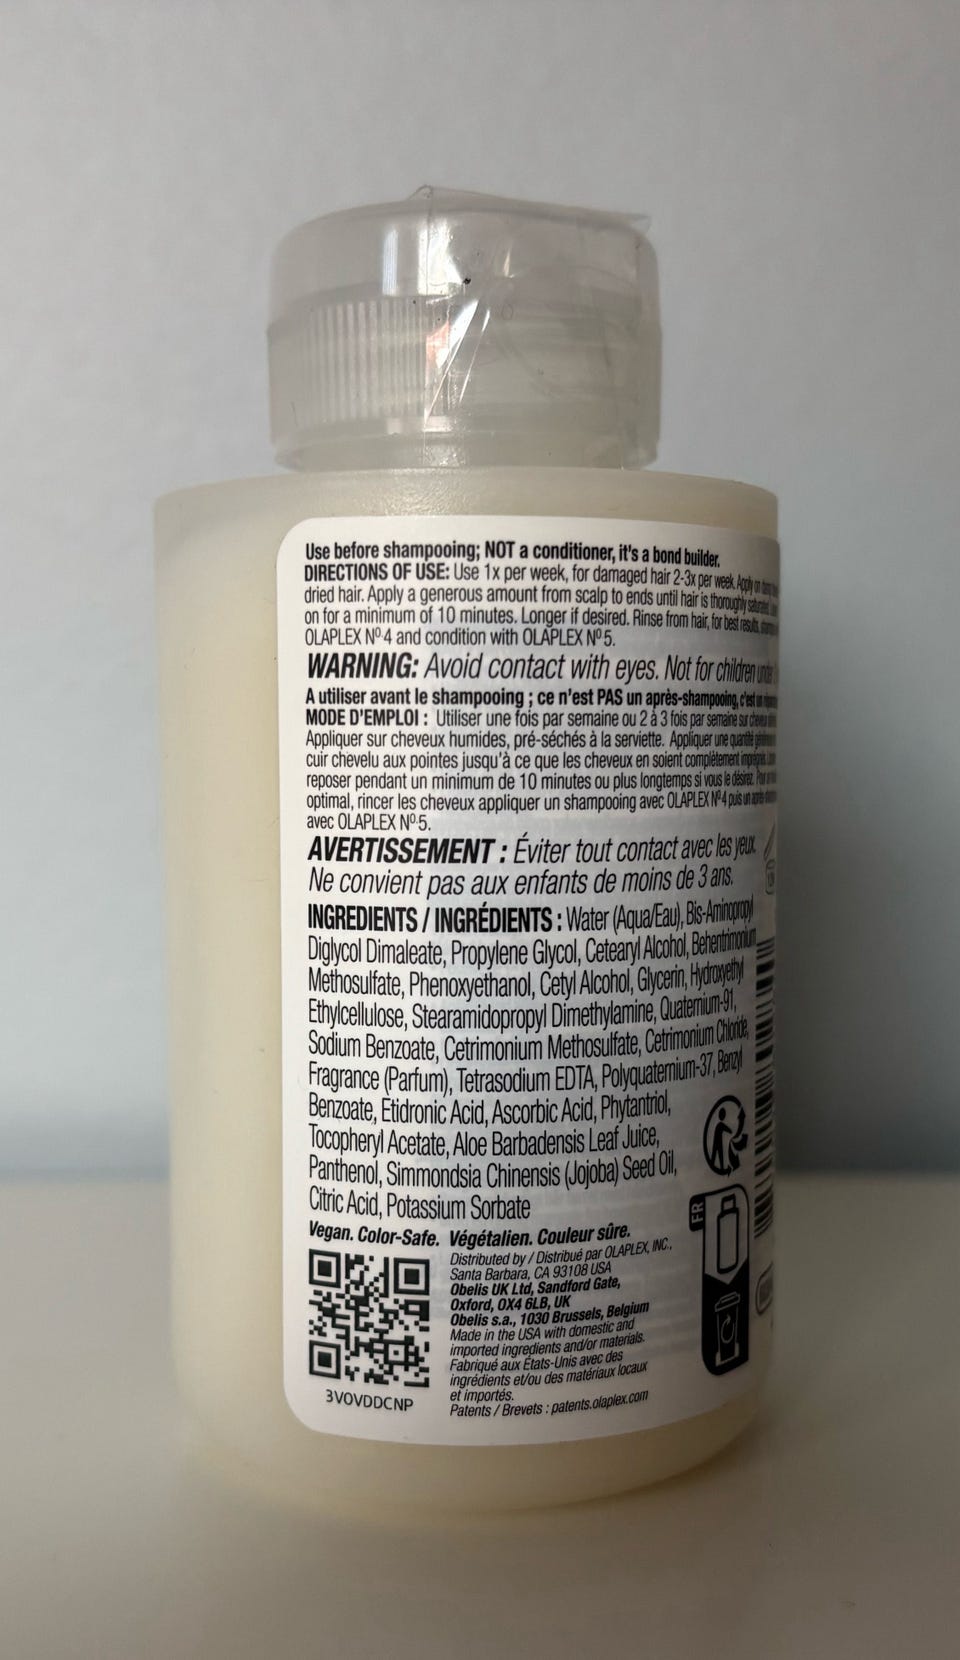 Use before shampooing; NOT a conditioner, it's a bond builder.
DIRECTIONS OF USE: Use 1x per week, for damaged hair 2-3x per week. Apply on damp
dried hair. Apply a generous amount from scalp to ends until hair is thoroughly saturated.
on for a minimum of 10 minutes. Longer if desired. Rinse from hair, for best results,
OLAPLEX Nº4 and condition with OLAPLEX Nº5.
WARNING: Avoid contact with eyes. Not for children under
A utiliser avant le shampooing ; ce n'est PAS un après-shampooing, c'est un
MODE D'EMPLOI : Utiliser une fois par semaine ou 2 à 3 fois par semaine sur cheveux
Appliquer sur cheveux humides, pré-séchés à la serviette. Appliquer une quantité
cuir chevelu aux pointes jusqu'à ce que les cheveux en soient complètement imprégnés.
reposer pendant un minimum de 10 minutes ou plus longtemps si vous le désirez. Pour un
optimal, rincer les cheveux appliquer un shampooing avec OLAPLEX Nº4 puis un
avec OLAPLEX Nº5.
AVERTISSEMENT : Éviter tout contact avec les yeux.
Ne convient pas aux enfants de moins de 3 ans.
INGREDIENTS / INGRÉDIENTS : Water (Aqua/Eau), Bis-Aminopropyl
Diglycol Dimaleate, Propylene Glycol, Cetearyl Alcohol, Behentrimonium
Methosulfate, Phenoxyethanol, Cetyl Alcohol, Glycerin, Hydroxyethyl
Ethylcellulose, Stearamidopropyl Dimethylamine, Quaternium-91,
Sodium Benzoate, Cetrimonium Methosulfate, Cetrimonium Chloride,
Fragrance (Parfum), Tetrasodium EDTA, Polyquaternium-37, Benzyl
Benzoate, Etidronic Acid, Ascorbic Acid, Phytantriol,
Tocopheryl Acetate, Aloe Barbadensis Leaf Juice,
Panthenol, Simmondsia Chinensis (Jojoba) Seed Oil,
Citric Acid, Potassium Sorbate
Vegan. Color-Safe. Végétalien. Couleur sûre.
Distributed by / Distribué par OLAPLEX, INC.,
Santa Barbara, CA 93108 USA
Obelis UK Ltd, Sandford Gate,
Oxford, OX4 6LB, UK
Obelis s.a., 1030 Brussels, Belgium
Made in the USA with domestic and
imported ingredients and/or materials.
Fabriqué aux États-Unis avec des
ingrédients et/ou des matériaux locaux
et importés.
Patents / Brevets : patents.olaplex.com
3VOVDDCNP
FR